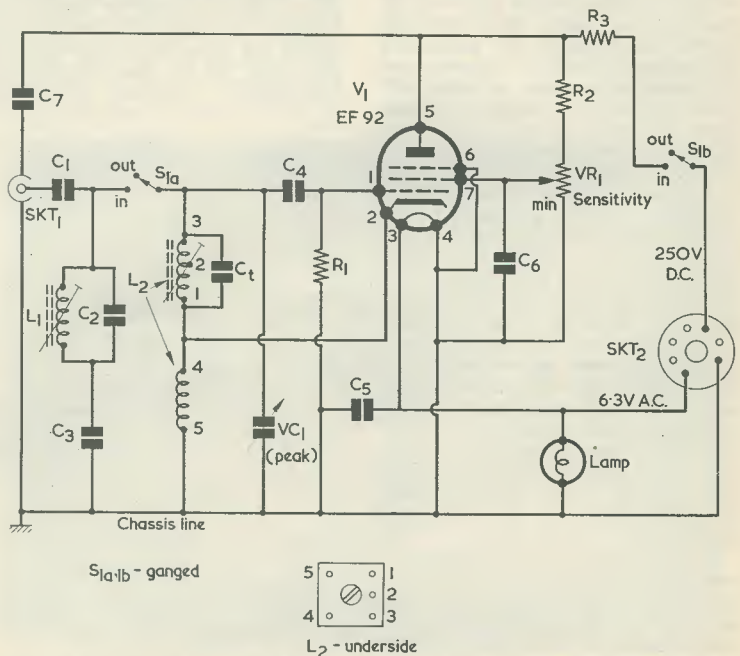 R3
C7
V1
EF 92
5
R2
C1
out
S1a
in
SKT1
C4
1
6
7
2
3
4
VR1
min
Sensitivity
out
S1b
in
3
2
1
L2
Ct
R1
C6
250V
D.C.
L1
C2
4
5
SKT2
C3
VC1
(peak)
C5
6·3V A.C.
Lamp
Chassis line
S1a·1b - ganged
5
1
2
4
3
L2 - underside